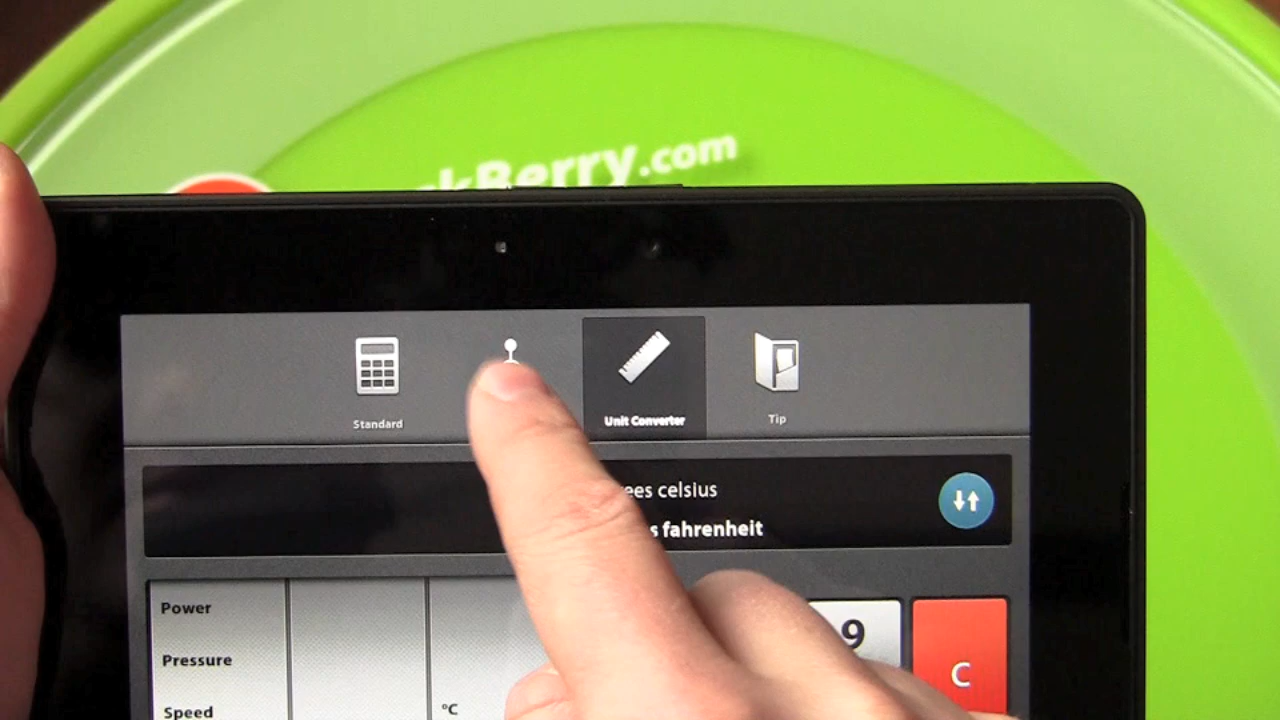 kBerry.com
Standard
Unit Converter
Tip
ees celsius
s fahrenheit
Power
9
Pressure
C
Speed
°C